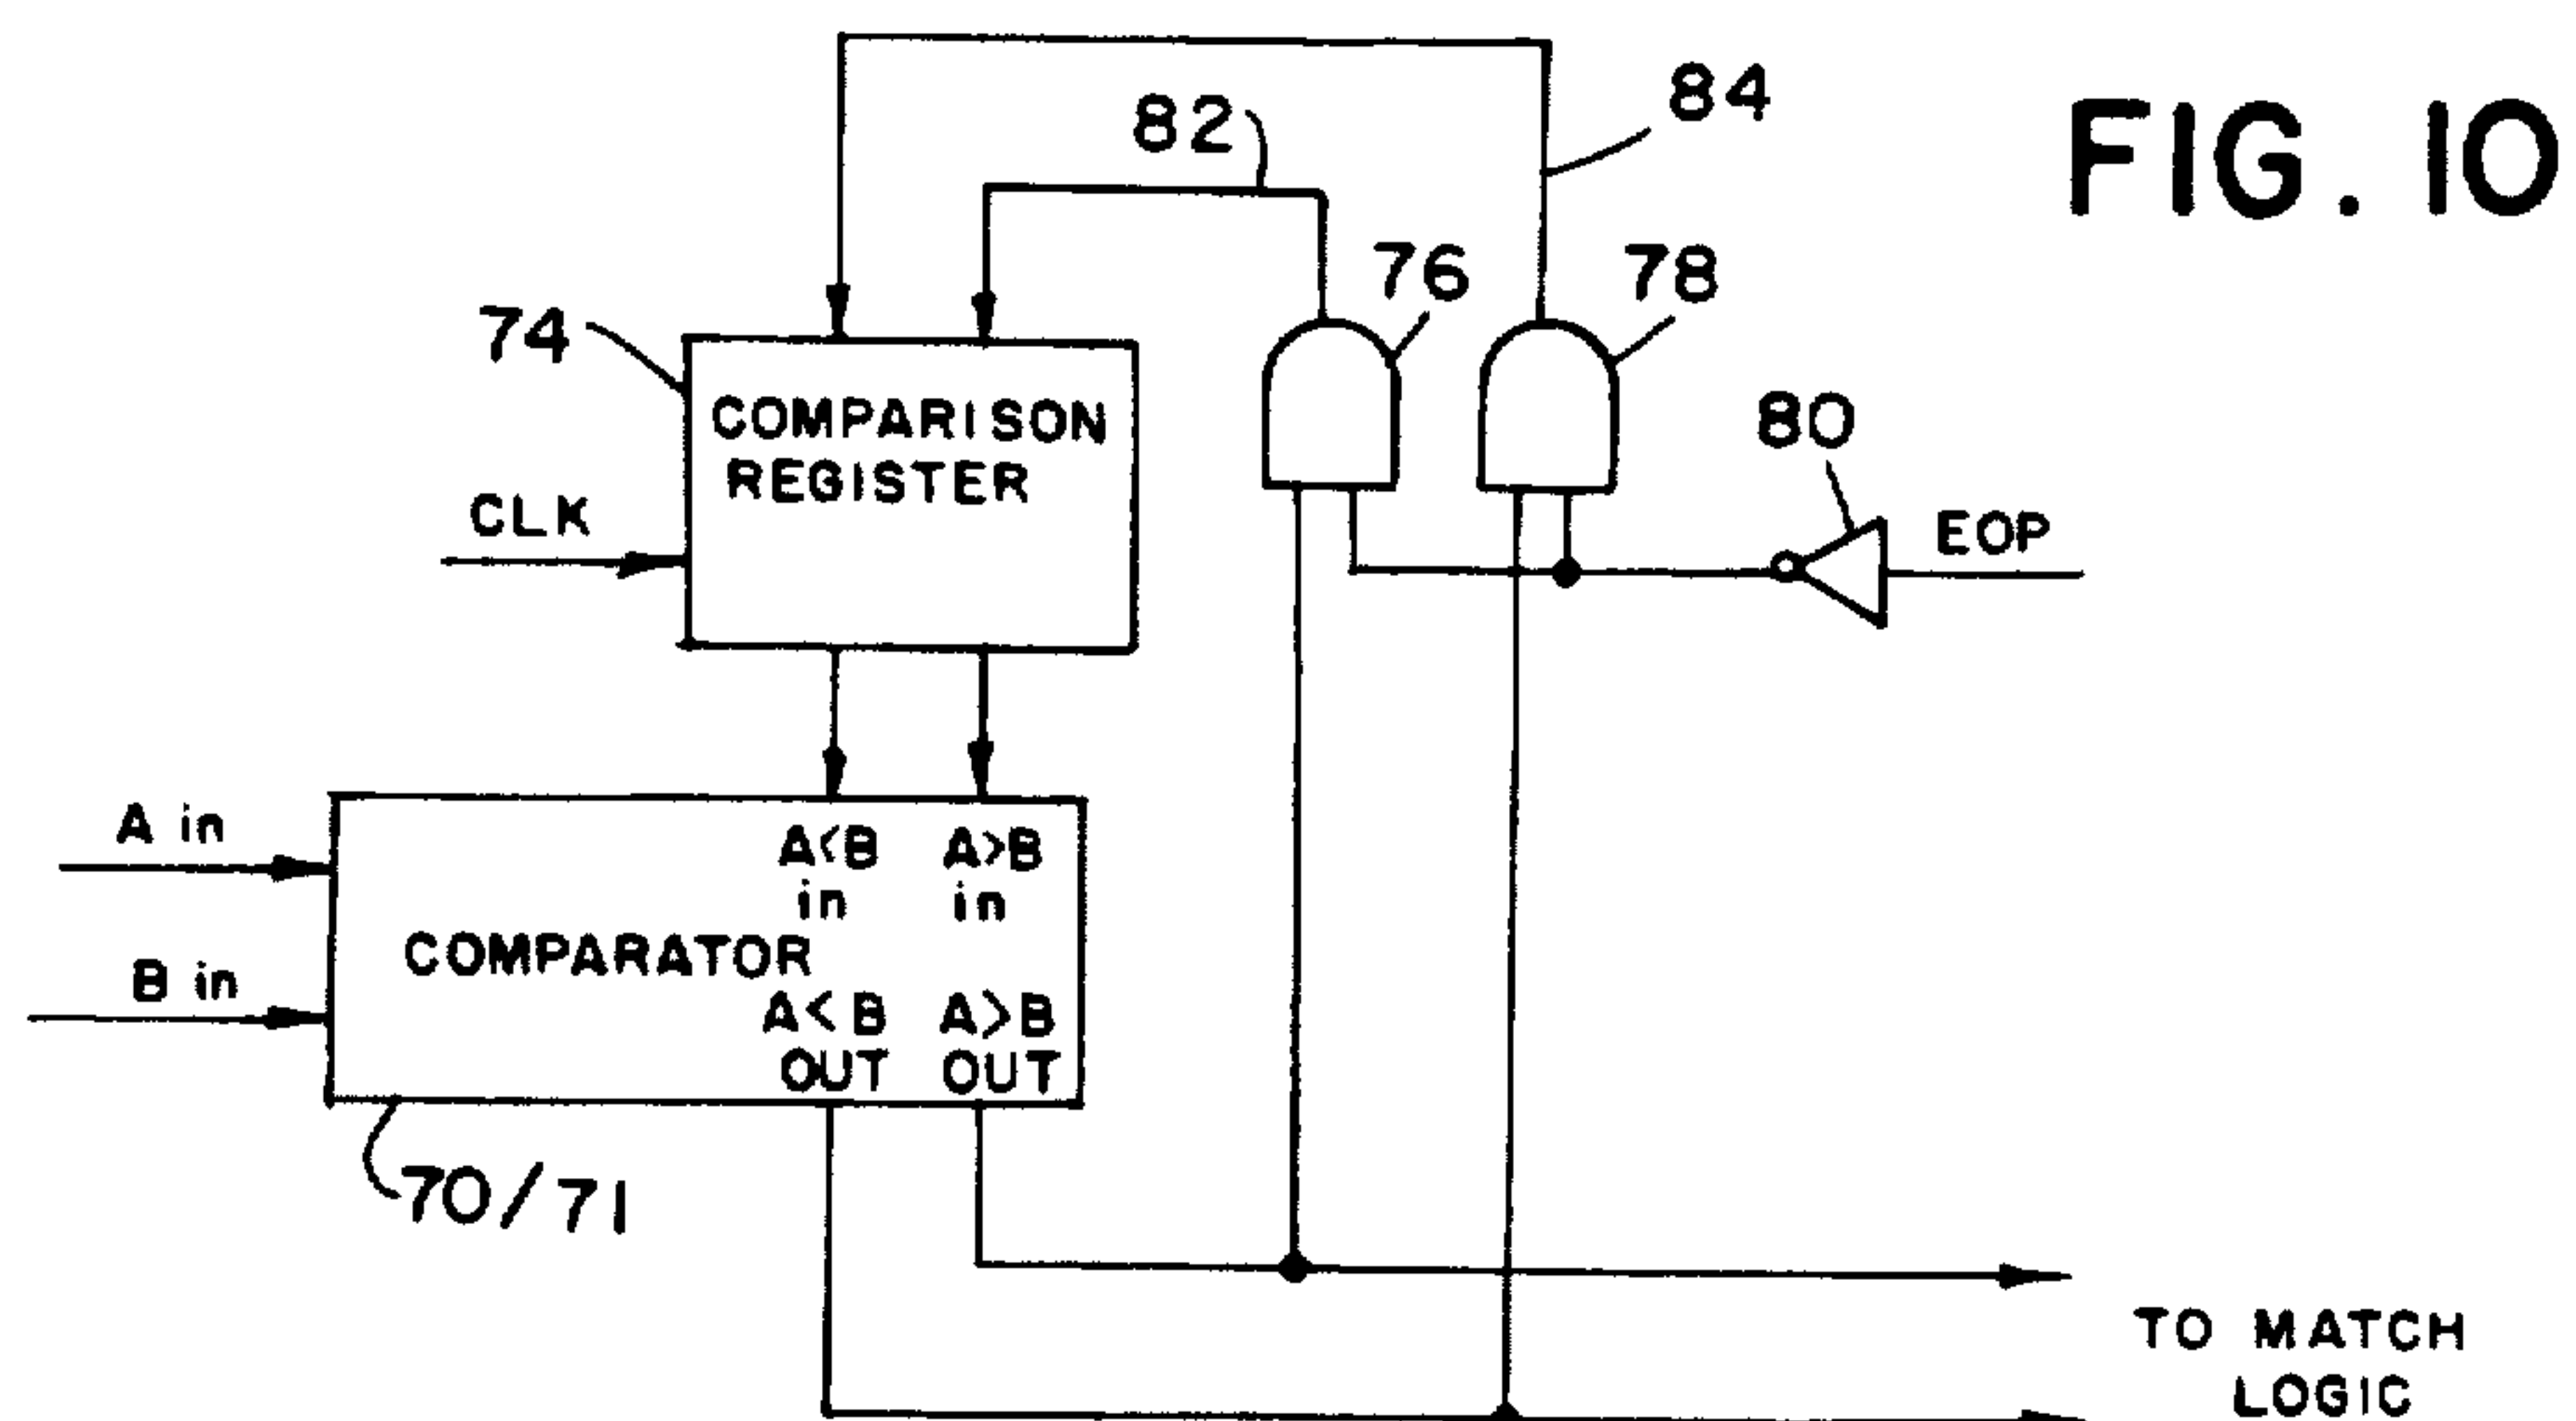 FIG. 10
84
82
76
78
74
80
COMPARISON
REGISTER
CLK
EOP
A in
A<B
in
A>B
in
B in
COMPARATOR
A<B
OUT
A>B
OUT
70/71
TO MATCH
LOGIC